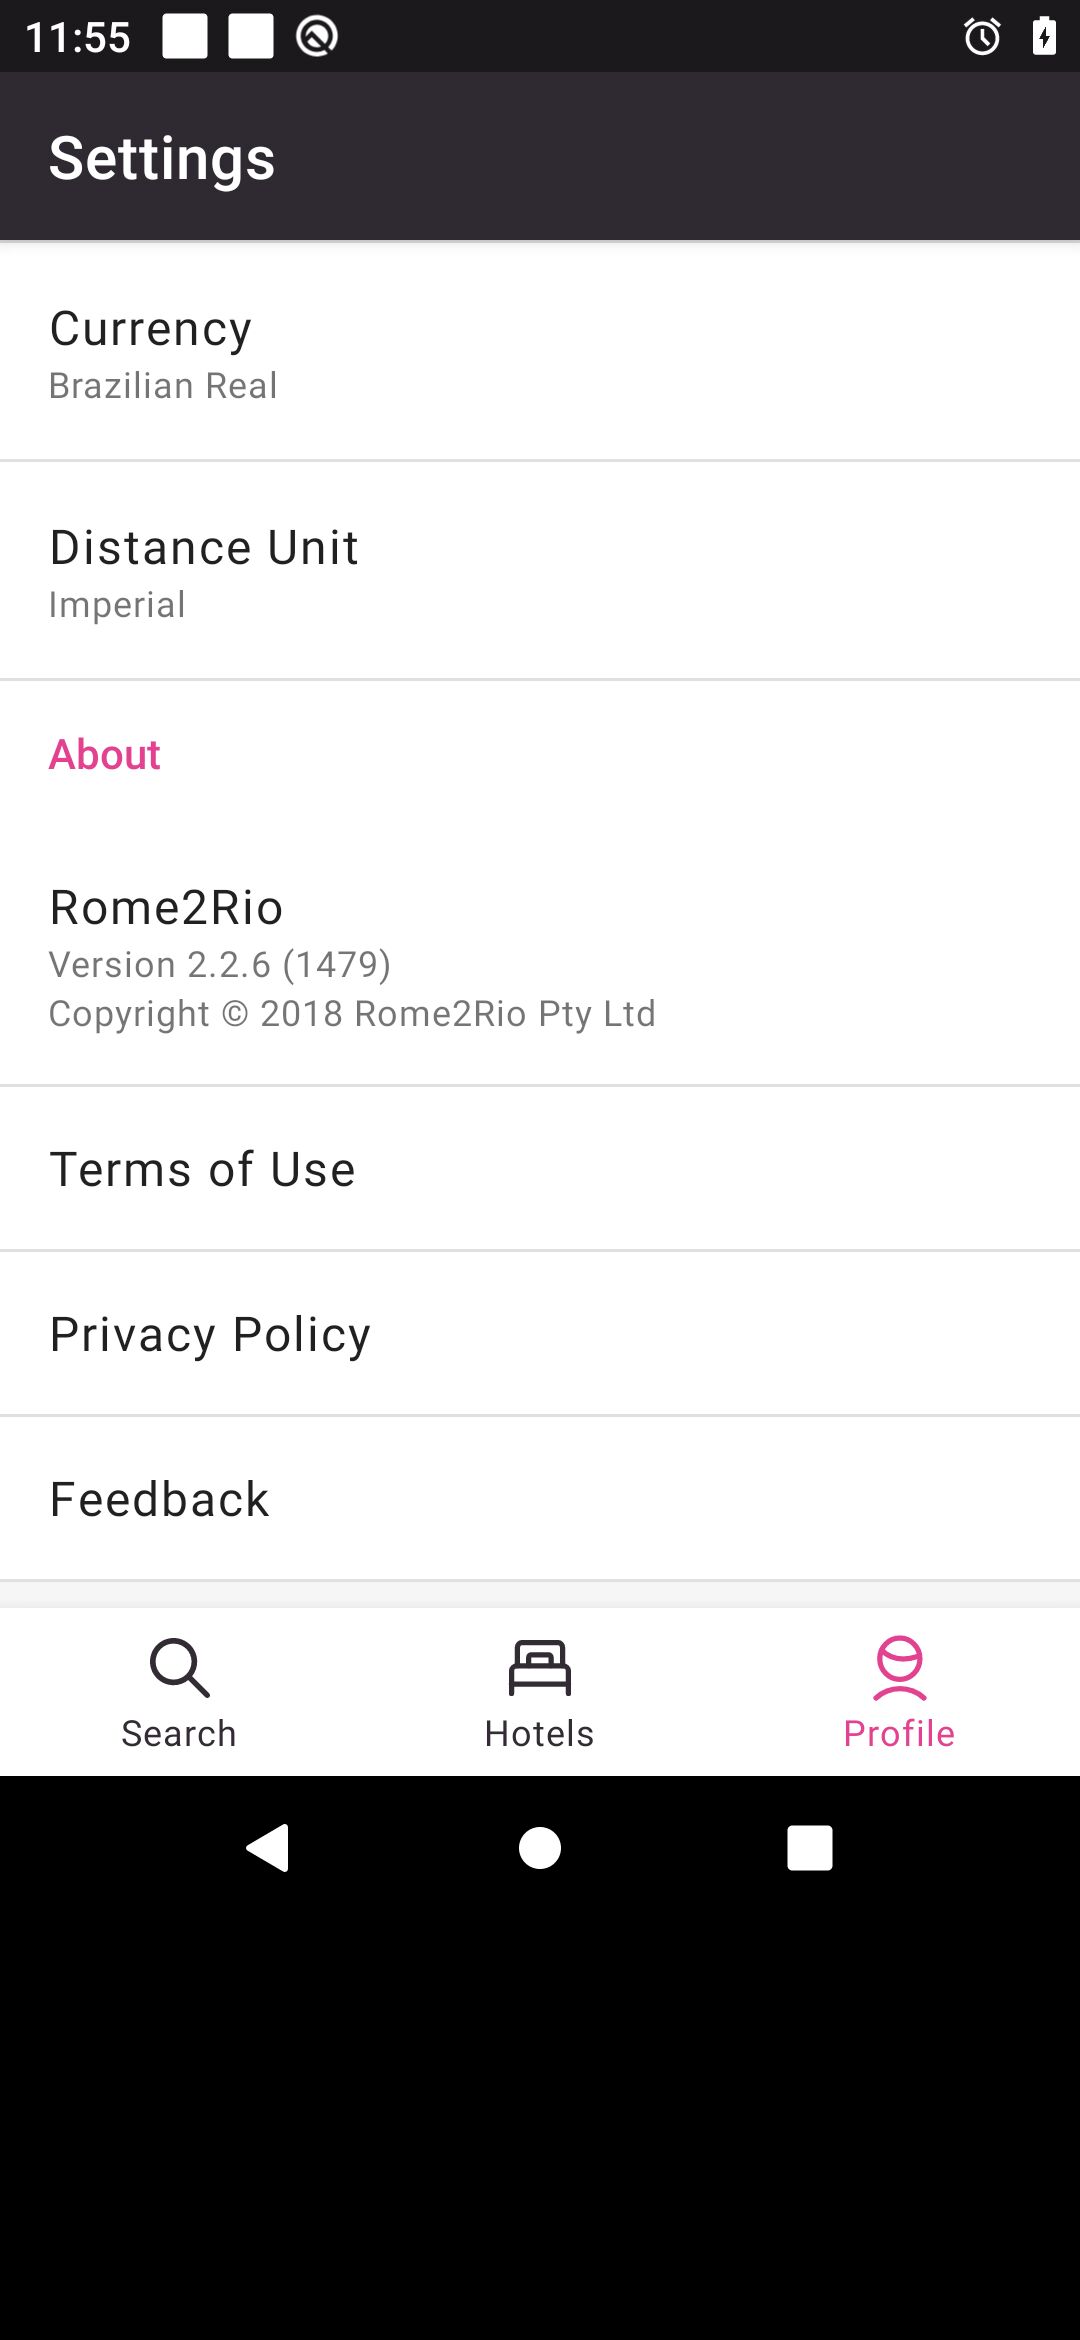 11:55
Settings
Currency
Brazilian Real
Distance Unit
Imperial
About
Rome2Rio
Version 2.2.6 (1479)
Copyright © 2018 Rome2Rio Pty Ltd
Terms of Use
Privacy Policy
Feedback
Search
Hotels
Profile